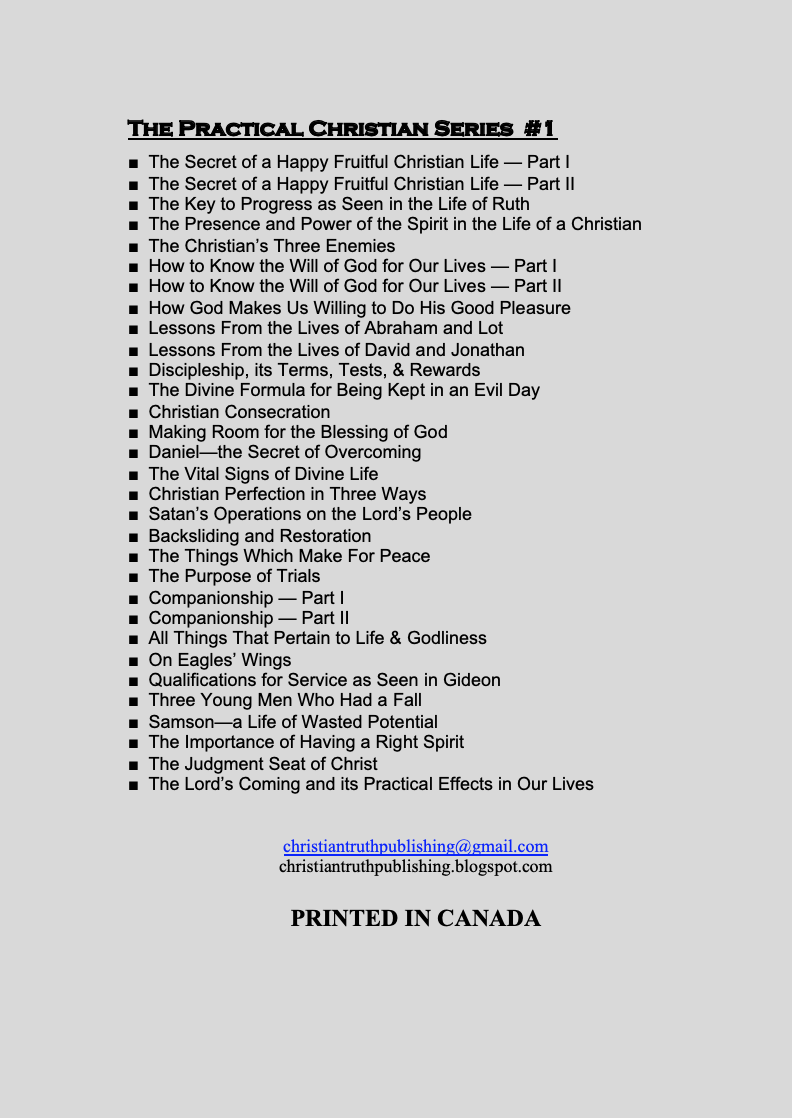 The Practical Christian Series #1
■ The Secret of a Happy Fruitful Christian Life — Part I
■ The Secret of a Happy Fruitful Christian Life — Part II
■ The Key to Progress as Seen in the Life of Ruth
■ The Presence and Power of the Spirit in the Life of a Christian
■ The Christian’s Three Enemies
■ How to Know the Will of God for Our Lives — Part I
■ How to Know the Will of God for Our Lives — Part II
■ How God Makes Us Willing to Do His Good Pleasure
■ Lessons From the Lives of Abraham and Lot
■ Lessons From the Lives of David and Jonathan
■ Discipleship, its Terms, Tests, & Rewards
■ The Divine Formula for Being Kept in an Evil Day
■ Christian Consecration
■ Making Room for the Blessing of God
■ Daniel—the Secret of Overcoming
■ The Vital Signs of Divine Life
■ Christian Perfection in Three Ways
■ Satan’s Operations on the Lord’s People
■ Backsliding and Restoration
■ The Things Which Make For Peace
■ The Purpose of Trials
■ Companionship — Part I
■ Companionship — Part II
■ All Things That Pertain to Life & Godliness
■ On Eagles’ Wings
■ Qualifications for Service as Seen in Gideon
■ Three Young Men Who Had a Fall
■ Samson—a Life of Wasted Potential
■ The Importance of Having a Right Spirit
■ The Judgment Seat of Christ
■ The Lord’s Coming and its Practical Effects in Our Lives
christiantruthpublishing@gmail.com
christiantruthpublishing.blogspot.com
PRINTED IN CANADA